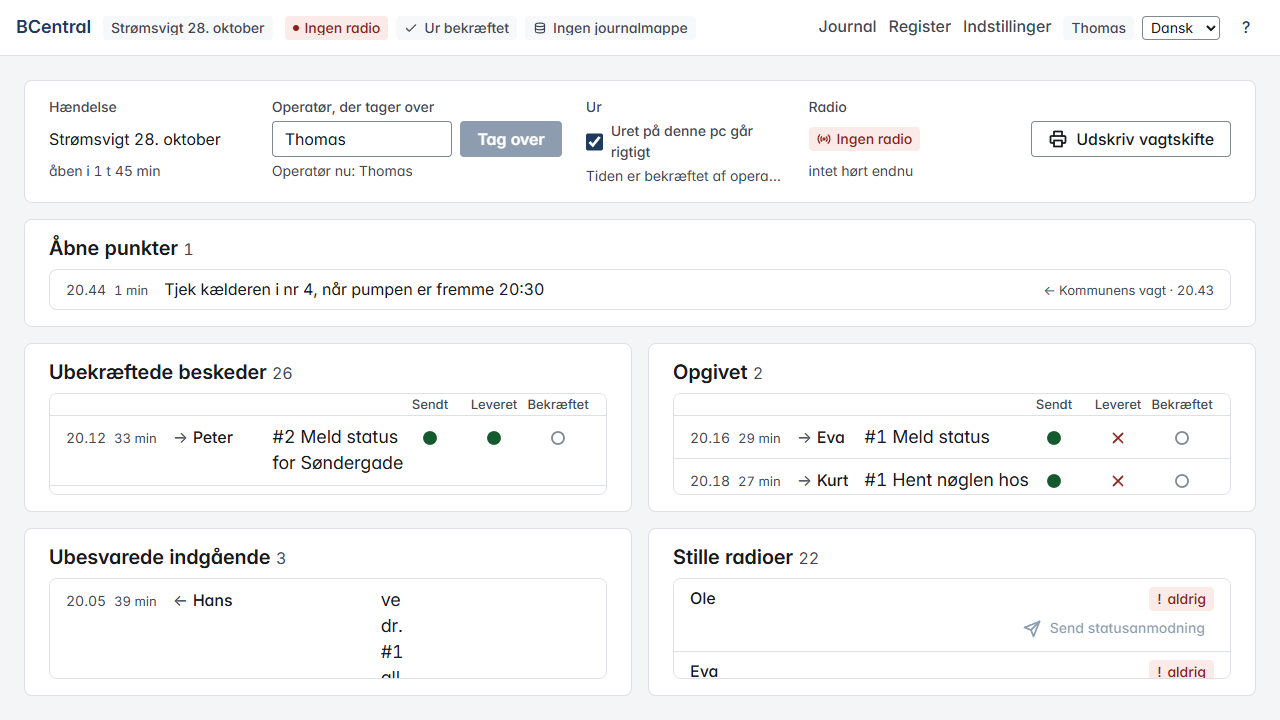 BCentral Strømsvigt 28. oktober Ingen radio Ur bekræftet Ingen journalmappe Journal Register Indstillinger Thomas Dansk ?
Hændelse
Strømsvigt 28. oktober
åben i 1 t 45 min
Operatør, der tager over
Thomas Tag over
Operatør nu: Thomas
Ur
Uret på denne pc går
rigtigt
Tiden er bekræftet af opera...
Radio
Ingen radio
intet hørt endnu
Udskriv vagtskifte
Åbne punkter 1
20.44 1 min Tjek kælderen i nr 4, når pumpen er fremme 20:30 ← Kommunens vagt · 20.43
Ubekræftede beskeder 26
Sendt Leveret Bekræftet
20.12 33 min → Peter #2 Meld status
for Søndergade
Opgivet 2
Sendt Leveret Bekræftet
20.16 29 min → Eva #1 Meld status
20.18 27 min → Kurt #1 Hent nøglen hos
Ubesvarede indgående 3
20.05 39 min ← Hans ve
dr.
#1
all
Stille radioer 22
Ole ! aldrig
Send statusanmodning
Eva ! aldrig